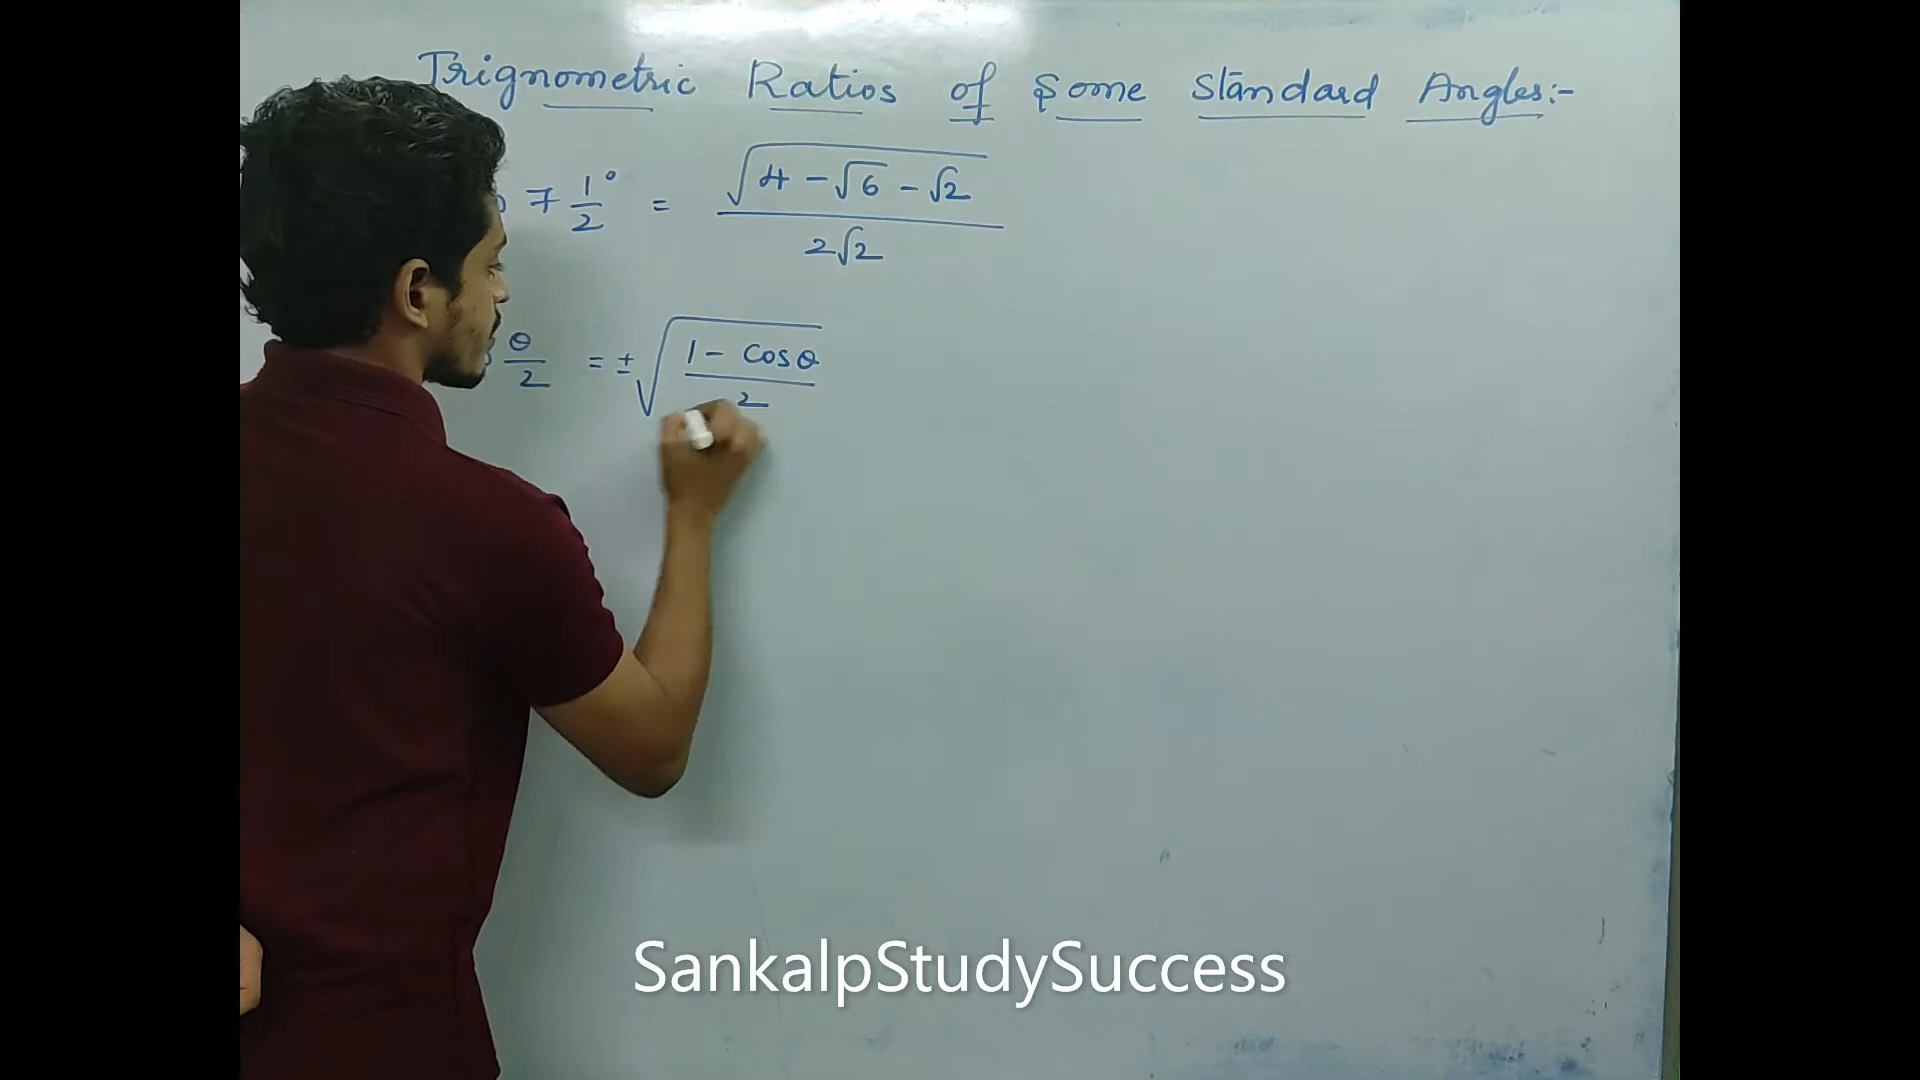 Trignometric Ratios of Some Standard Angles:-
7 1/2° = √(4 - √6 - √2) / 2√2
θ/2 = ± √((1 - Cosθ) / 2)
SankalpStudySuccess